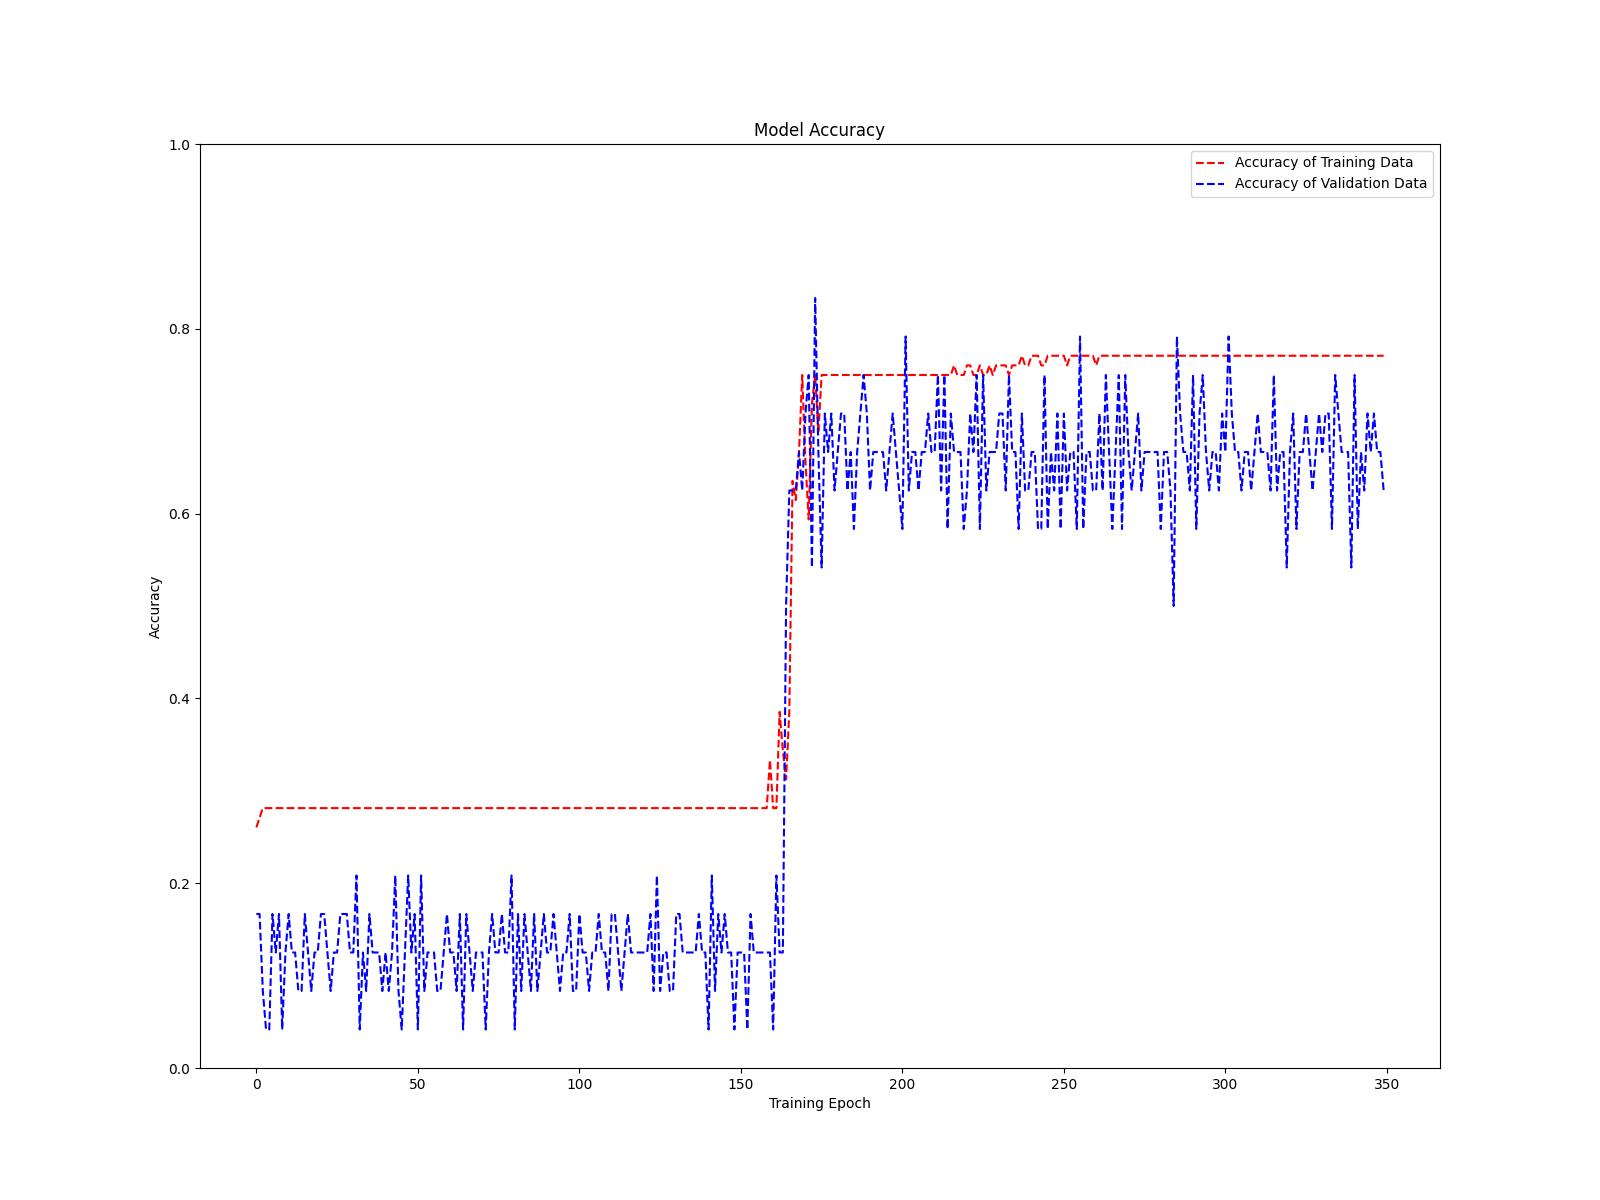 Model Accuracy
Accuracy of Training Data
Accuracy of Validation Data
1.0
0.8
0.6
0.4
0.2
0.0
Accuracy
0 50 100 150 200 250 300 350
Training Epoch